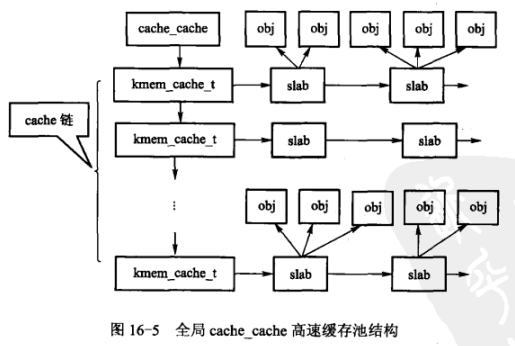 cache_cache
obj obj obj obj obj
kmem_cache_t slab slab
cache 链
kmem_cache_t slab slab
⋮
obj obj obj obj obj
kmem_cache_t slab slab
图 16-5 全局 cache_cache 高速缓存池结构